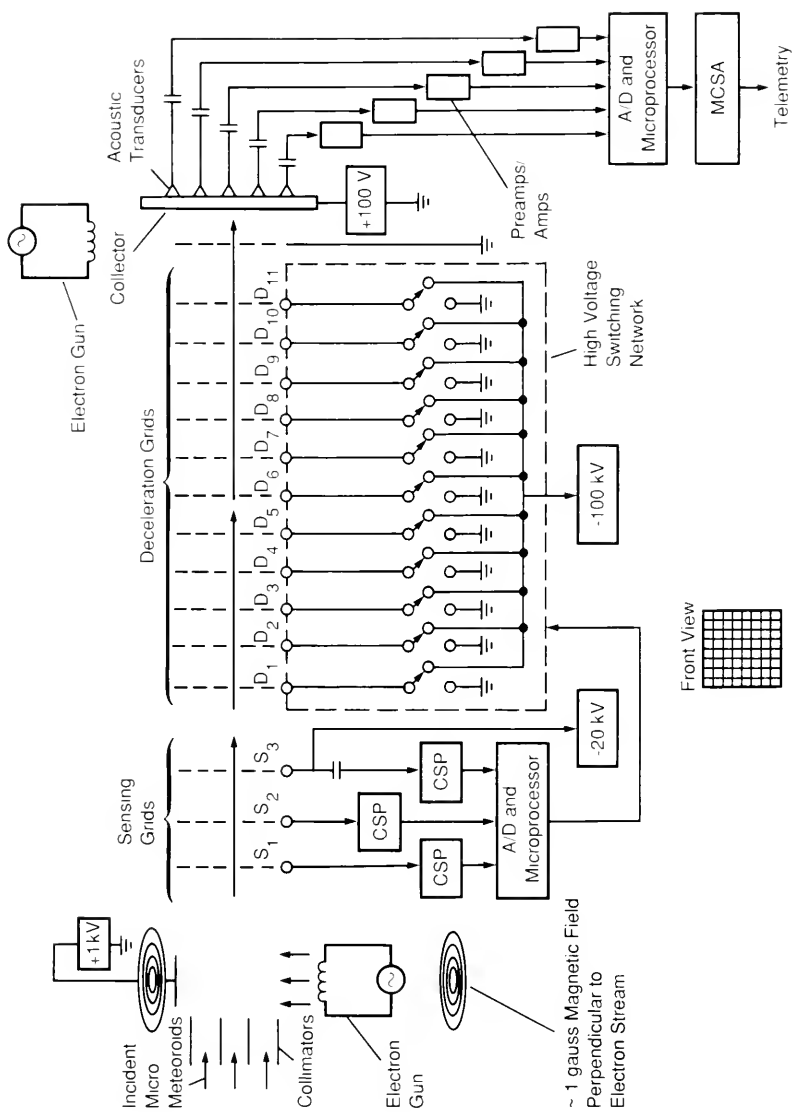 Incident
Micro
Meteoroids
+1kV
Collimators
Electron
Gun
~ 1 gauss Magnetic Field
Perpendicular to
Electron Stream
Sensing
Grids
S1
S2
S3
CSP
CSP
CSP
A/D and
Microprocessor
-20 kV
Front View
Deceleration Grids
D1
D2
D3
D4
D5
D6
D7
D8
D9
D10
D11
-100 kV
High Voltage
Switching
Network
Electron Gun
Collector
Acoustic
Transducers
+100 V
Preamps/
Amps
A/D and
Microprocessor
MCSA
Telemetry